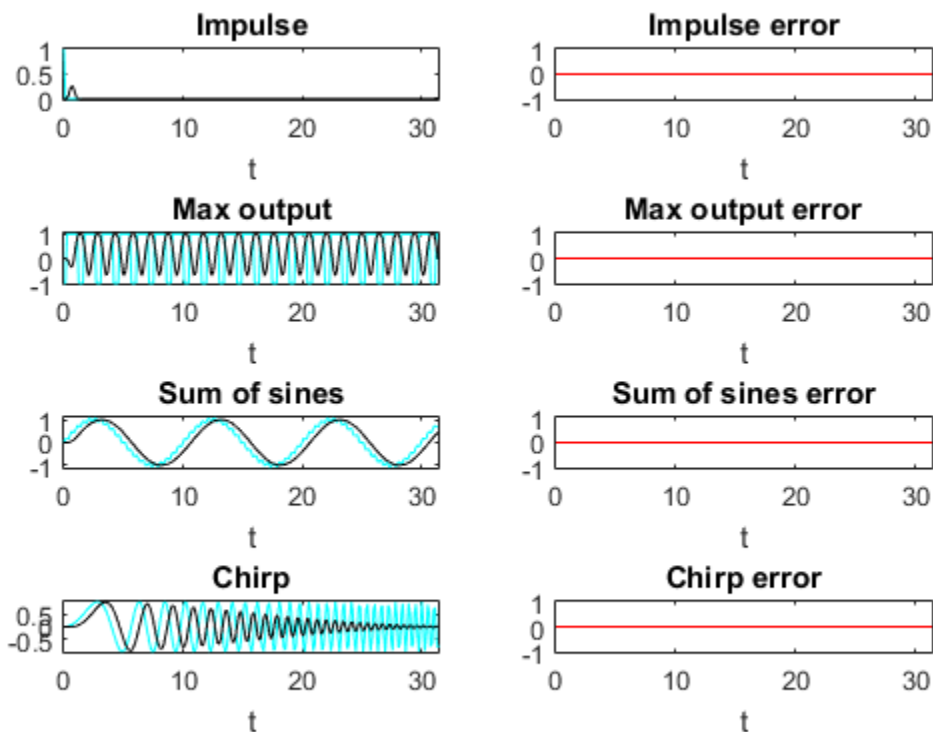 Impulse
1
0.5
0
0 10 20 30
t
Impulse error
1
0
-1
0 10 20 30
t
Max output
1
0
-1
0 10 20 30
t
Max output error
1
0
-1
0 10 20 30
t
Sum of sines
1
0
-1
0 10 20 30
t
Sum of sines error
1
0
-1
0 10 20 30
t
Chirp
0.5
0
-0.5
0 10 20 30
t
Chirp error
1
0
-1
0 10 20 30
t